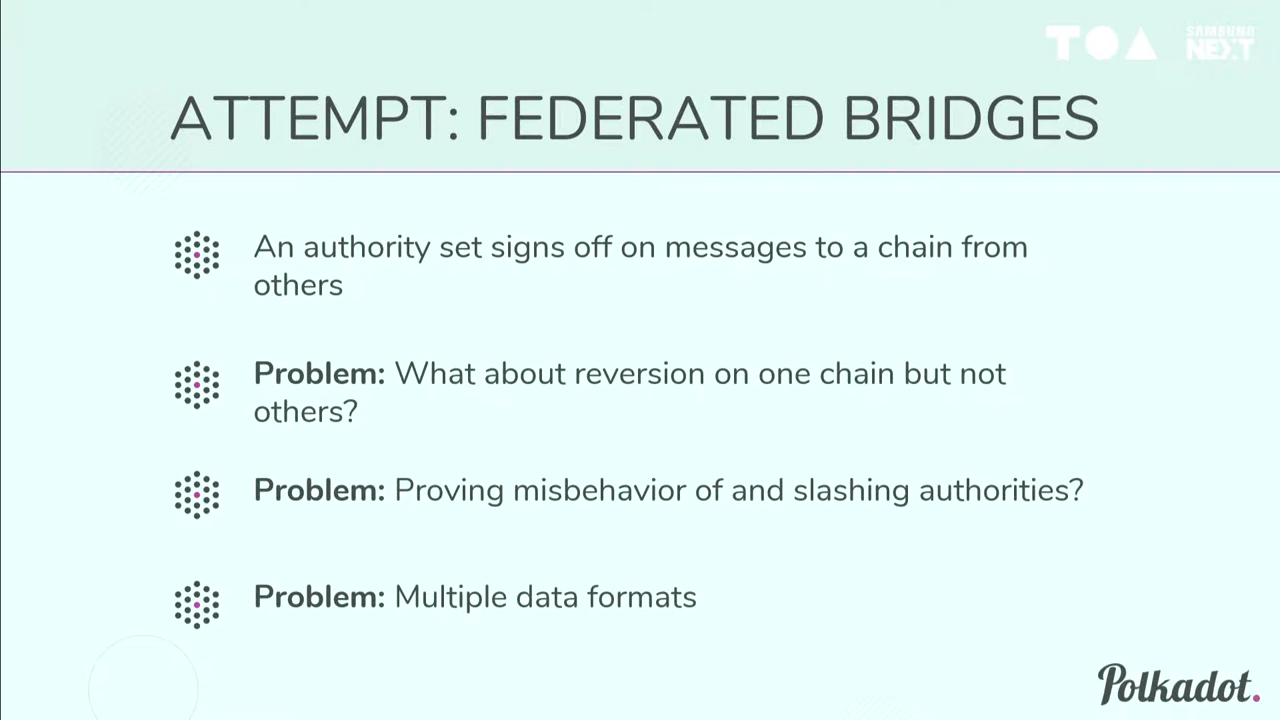 TOA
SAMSUNG
NEXT
ATTEMPT: FEDERATED BRIDGES
An authority set signs off on messages to a chain from
others
Problem: What about reversion on one chain but not
others?
Problem: Proving misbehavior of and slashing authorities?
Problem: Multiple data formats
Polkadot.